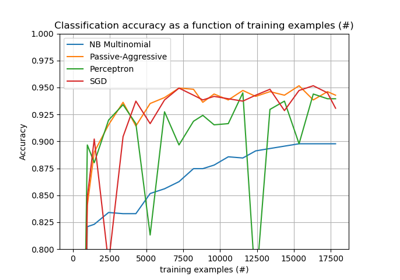 Classification accuracy as a function of training examples (#)
1.000
0.975
0.950
0.925
0.900
0.875
0.850
0.825
0.800
Accuracy
NB Multinomial
Passive-Aggressive
Perceptron
SGD
0 2500 5000 7500 10000 12500 15000 17500
training examples (#)